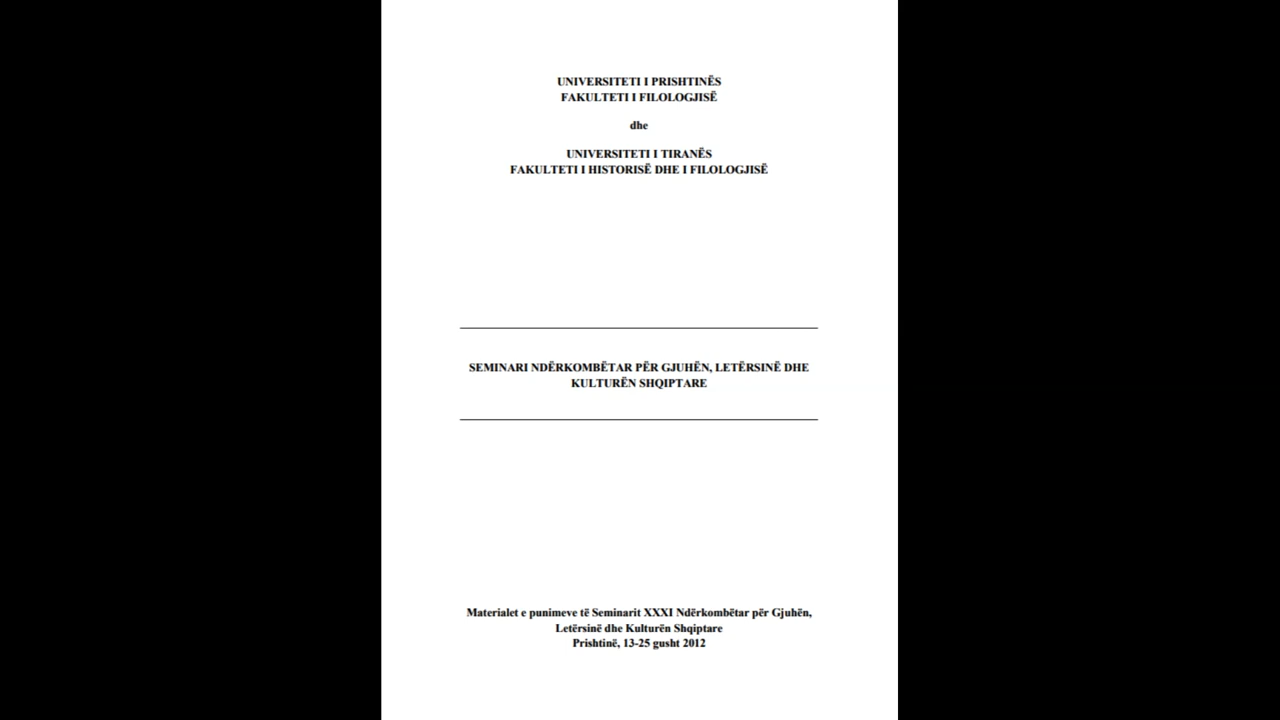 UNIVERSITETI I PRISHTINËS
FAKULTETI I FILOLOGJISË
dhe
UNIVERSITETI I TIRANËS
FAKULTETI I HISTORISË DHE I FILOLOGJISË
SEMINARI NDËRKOMBËTAR PËR GJUHËN, LETËRSINË DHE
KULTURËN SHQIPTARE
Materialet e punimeve të Seminarit XXXI Ndërkombëtar për Gjuhën,
Letërsinë dhe Kulturën Shqiptare
Prishtinë, 13-25 gusht 2012